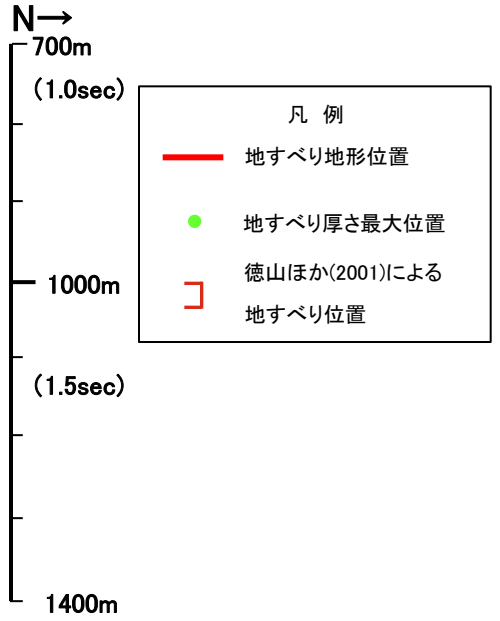 N→
700m
(1.0sec)
凡 例
地すべり地形位置
地すべり厚さ最大位置
徳山ほか(2001)による
地すべり位置
1000m
(1.5sec)
1400m